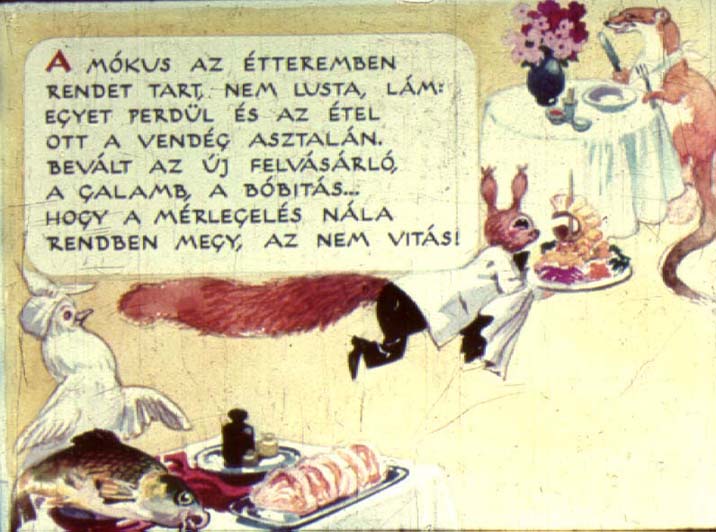 A MÓKUS AZ ÉTTEREMBEN
RENDET TART, NEM LUSTA, LÁM:
EGYET PERDÜL ÉS AZ ÉTEL
OTT A VENDÉG ASZTALÁN.
BEVÁLT AZ ÚJ FELVÁSÁRLÓ,
A GALAMB, A BÓBITÁS...
HOGY A MÉRLEGELÉS NÁLA
RENDBEN MEGY, AZ NEM VITÁS!